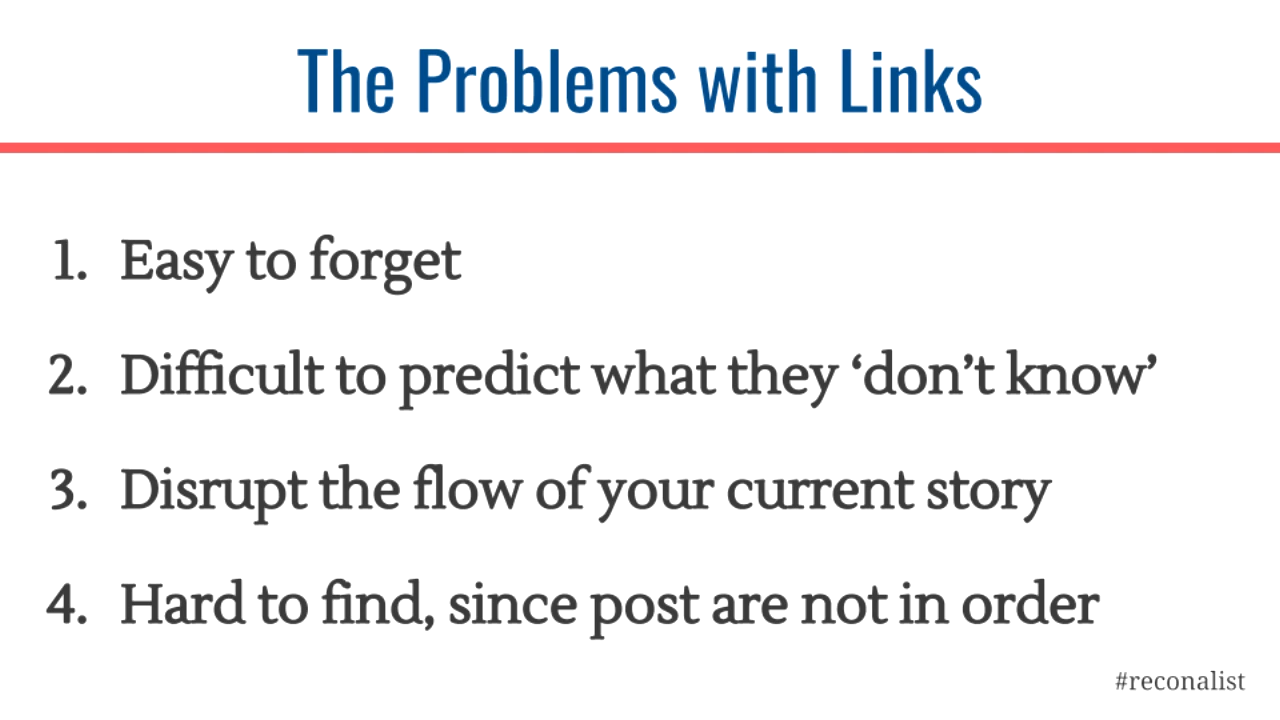 The Problems with Links
1. Easy to forget
2. Difficult to predict what they ‘don’t know’
3. Disrupt the flow of your current story
4. Hard to find, since post are not in order
#reconalist